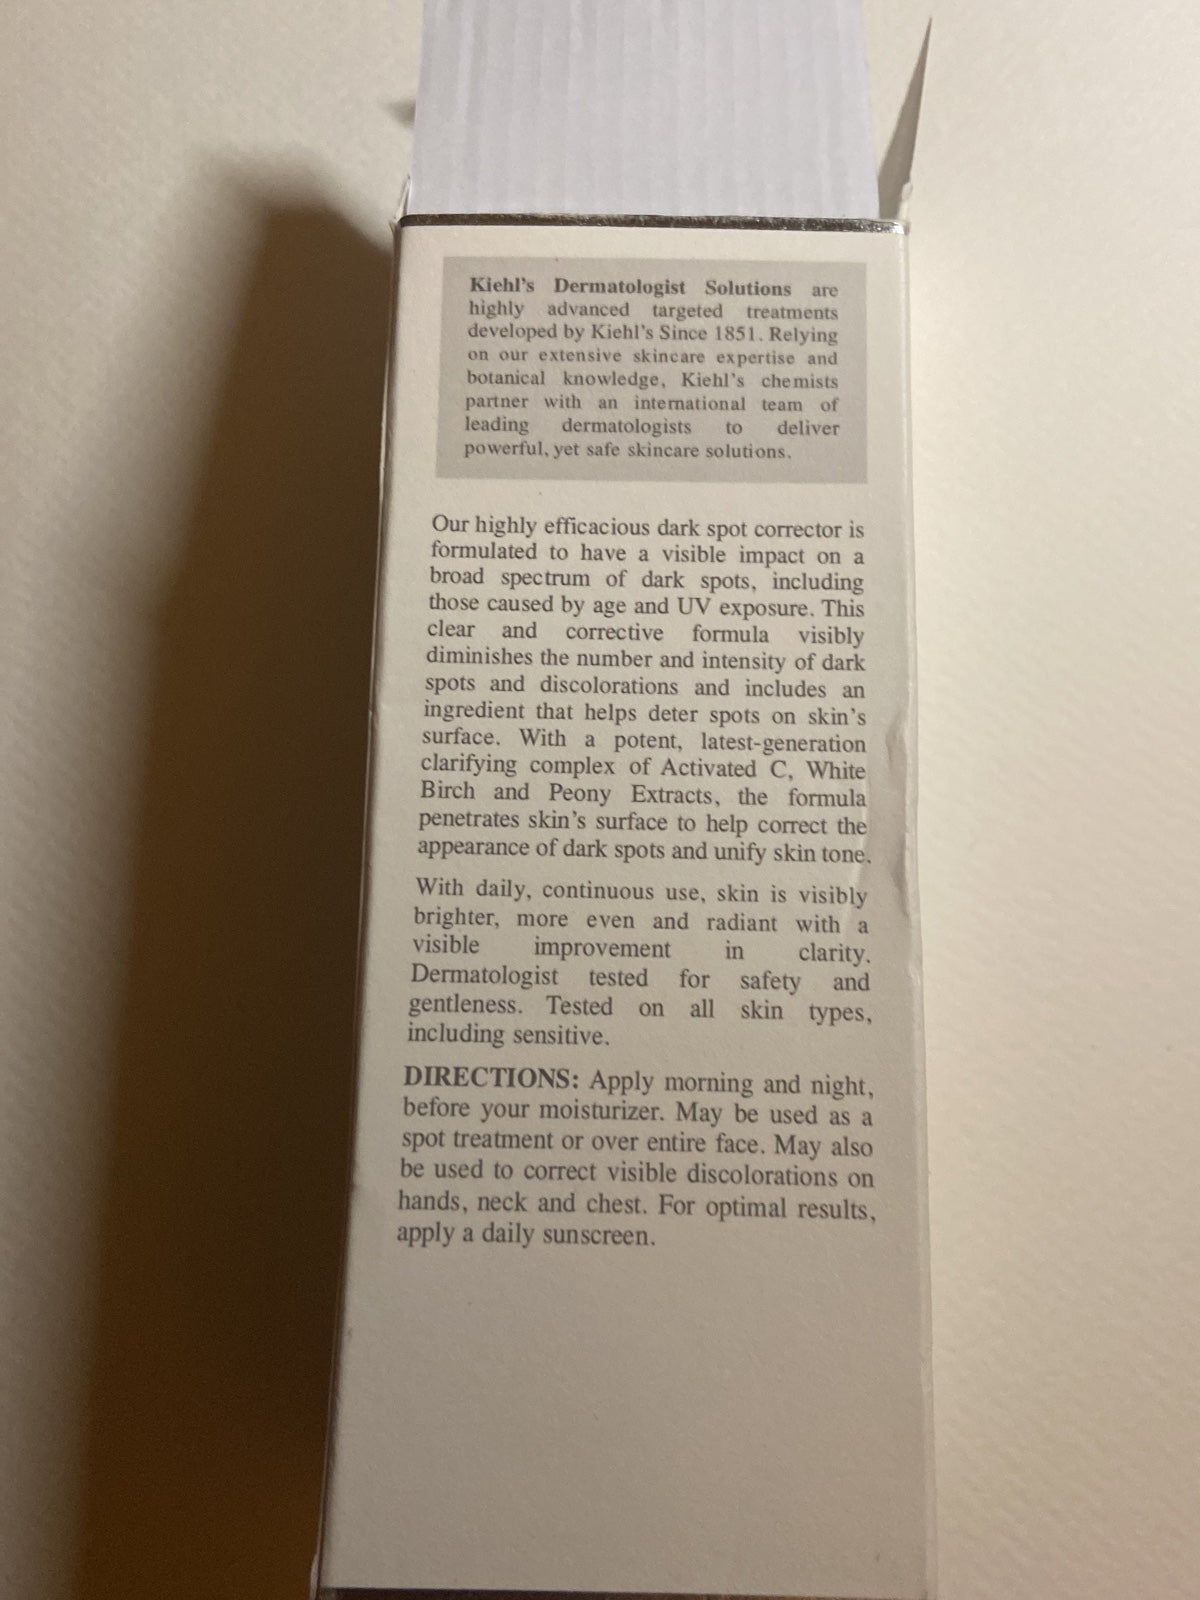 Kiehl's Dermatologist Solutions are
highly advanced targeted treatments
developed by Kiehl's Since 1851. Relying
on our extensive skincare expertise and
botanical knowledge, Kiehl's chemists
partner with an international team of
leading dermatologists to deliver
powerful, yet safe skincare solutions.
Our highly efficacious dark spot corrector is
formulated to have a visible impact on a
broad spectrum of dark spots, including
those caused by age and UV exposure. This
clear and corrective formula visibly
diminishes the number and intensity of dark
spots and discolorations and includes an
ingredient that helps deter spots on skin's
surface. With a potent, latest-generation
clarifying complex of Activated C, White
Birch and Peony Extracts, the formula
penetrates skin's surface to help correct the
appearance of dark spots and unify skin tone.
With daily, continuous use, skin is visibly
brighter, more even and radiant with a
visible improvement in clarity.
Dermatologist tested for safety and
gentleness. Tested on all skin types,
including sensitive.
DIRECTIONS: Apply morning and night,
before your moisturizer. May be used as a
spot treatment or over entire face. May also
be used to correct visible discolorations on
hands, neck and chest. For optimal results,
apply a daily sunscreen.